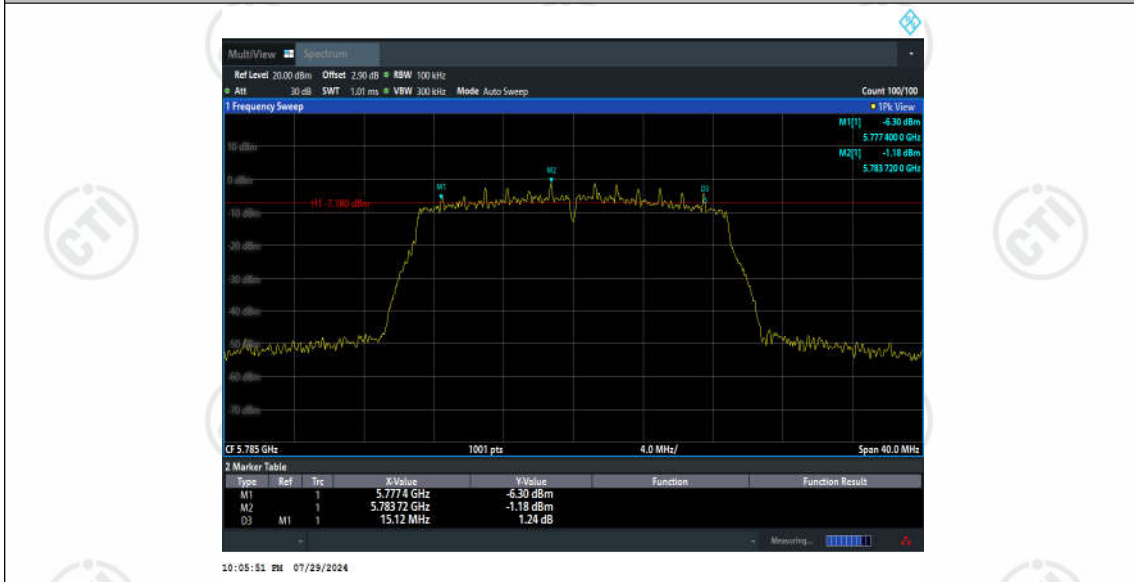 MultiView Spectrum
Ref Level 20.00 dBm Offset 2.90 dB RBW 100 kHz
Att 30 dB SWT 1.01 ms VBW 300 kHz Mode Auto Sweep Count 100/100
1 Frequency Sweep 1Pk View
M1[1] -6.30 dBm
5.777 400 0 GHz
10 dBm
M2[1] -1.18 dBm
5.783 720 0 GHz
M2
0 dBm
M1 D3
H1 -7.180 dBm
-10 dBm
CTI CTI
-20 dBm
-30 dBm
-40 dBm
-50 dBm
-60 dBm
-70 dBm
CF 5.785 GHz 1001 pts 4.0 MHz/ Span 40.0 MHz
2 Marker Table
Type Ref Trc X-Value Y-Value Function Function Result
M1 1 5.777 4 GHz -6.30 dBm
M2 1 5.783 72 GHz -1.18 dBm
D3 M1 1 15.12 MHz 1.24 dB
Measuring...
10:05:51 PM 07/29/2024